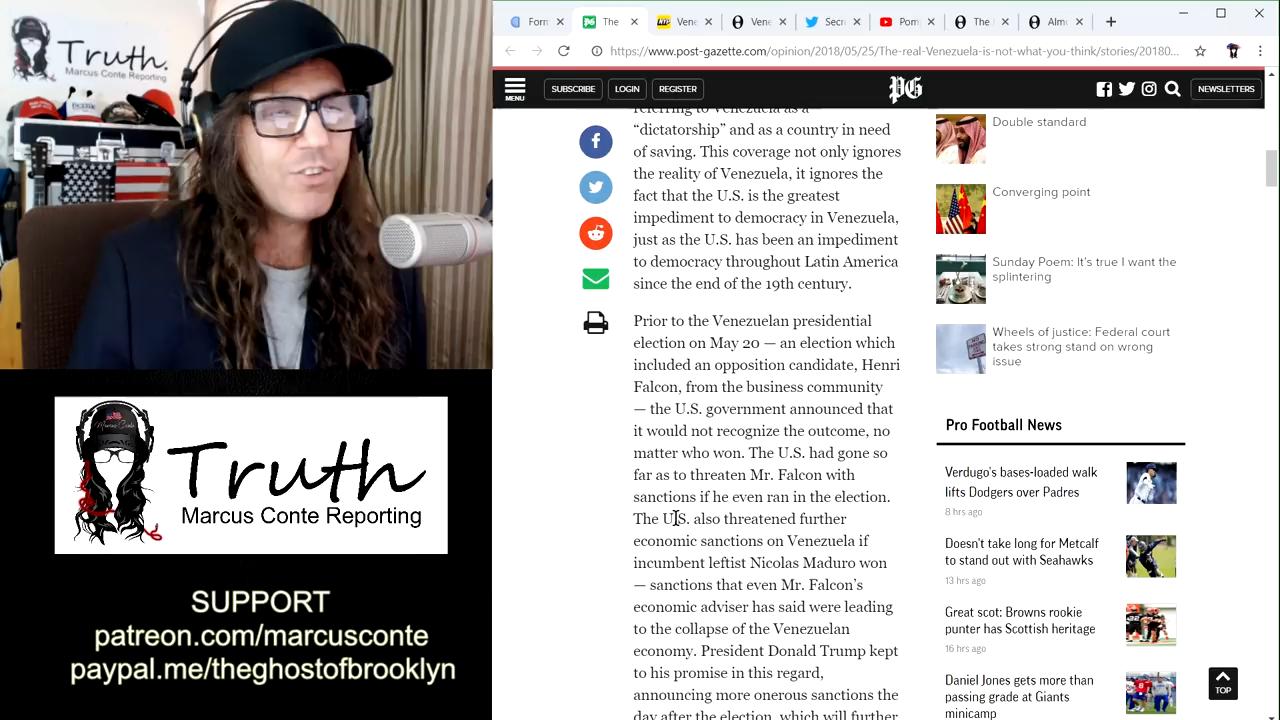 Truth.
Marcus Conte Reporting
Truth
Marcus Conte Reporting
SUPPORT
patreon.com/marcusconte
paypal.me/theghostofbrooklyn
Form
The
Vene
Vene
Secr
Pom
The
Almo
https://www.post-gazette.com/opinion/2018/05/25/The-real-Venezuela-is-not-what-you-think/stories/20180...
MENU
SUBSCRIBE
LOGIN
REGISTER
PG
NEWSLETTERS
referring to Venezuela as a
“dictatorship” and as a country in need
of saving. This coverage not only ignores
the reality of Venezuela, it ignores the
fact that the U.S. is the greatest
impediment to democracy in Venezuela,
just as the U.S. has been an impediment
to democracy throughout Latin America
since the end of the 19th century.
Prior to the Venezuelan presidential
election on May 20 — an election which
included an opposition candidate, Henri
Falcon, from the business community
— the U.S. government announced that
it would not recognize the outcome, no
matter who won. The U.S. had gone so
far as to threaten Mr. Falcon with
sanctions if he even ran in the election.
The U.S. also threatened further
economic sanctions on Venezuela if
incumbent leftist Nicolas Maduro won
— sanctions that even Mr. Falcon’s
economic adviser has said were leading
to the collapse of the Venezuelan
economy. President Donald Trump kept
to his promise in this regard,
announcing more onerous sanctions the
day after the election, which will further
Double standard
Converging point
Sunday Poem: It's true I want the
splintering
Wheels of justice: Federal court
takes strong stand on wrong
issue
Pro Football News
Verdugo's bases-loaded walk
lifts Dodgers over Padres
8 hrs ago
Doesn't take long for Metcalf
to stand out with Seahawks
13 hrs ago
Great scot: Browns rookie
punter has Scottish heritage
16 hrs ago
Daniel Jones gets more than
passing grade at Giants
minicamp
TOP